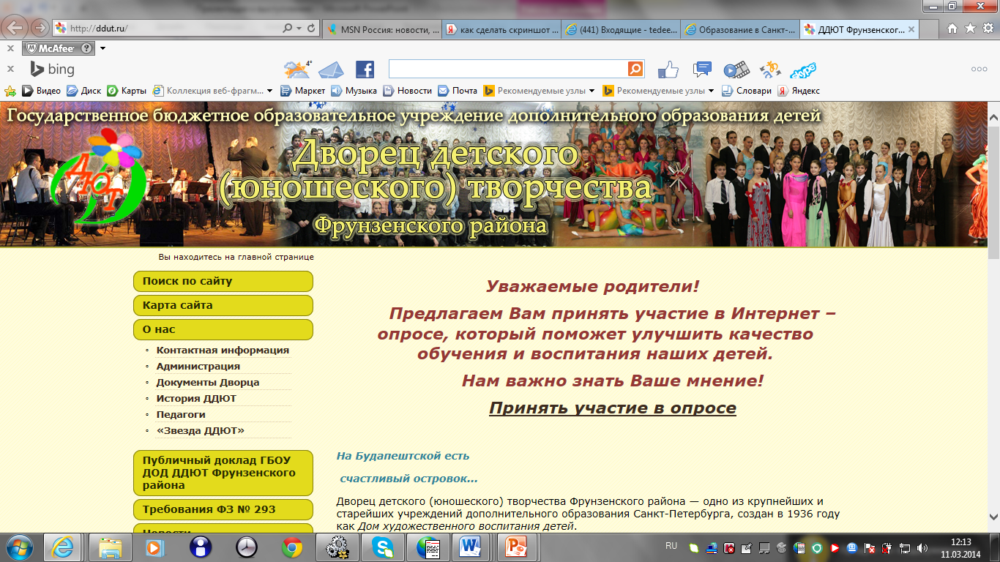 http://ddut.ru/
MSN Россия: новости, ...
как сделать скриншот ...
(441) Входящие - tedee...
Образование в Санкт-...
ДДЮТ Фрунзенског...
McAfee
bing
4°
skype
Видео
Диск
Карты
Коллекция веб-фрагм...
Маркет
Музыка
Новости
Почта
Рекомендуемые узлы
Рекомендуемые узлы
Словари
Яндекс
Государственное бюджетное образовательное учреждение дополнительного образования детей
ДЮТ
Дворец детского
(юношеского) творчества
Фрунзенского района
Вы находитесь на главной странице
Поиск по сайту
Карта сайта
О нас
Контактная информация
Администрация
Документы Дворца
История ДДЮТ
Педагоги
«Звезда ДДЮТ»
Публичный доклад ГБОУ
ДОД ДДЮТ Фрунзенского
района
Требования ФЗ № 293
Новости
Уважаемые родители!
Предлагаем Вам принять участие в Интернет –
опросе, который поможет улучшить качество
обучения и воспитания наших детей.
Нам важно знать Ваше мнение!
Принять участие в опросе
На Будапештской есть
счастливый островок...
Дворец детского (юношеского) творчества Фрунзенского района — одно из крупнейших и
старейших учреждений дополнительного образования Санкт-Петербурга, создан в 1936 году
как Дом художественного воспитания детей.
RU
12:13
11.03.2014